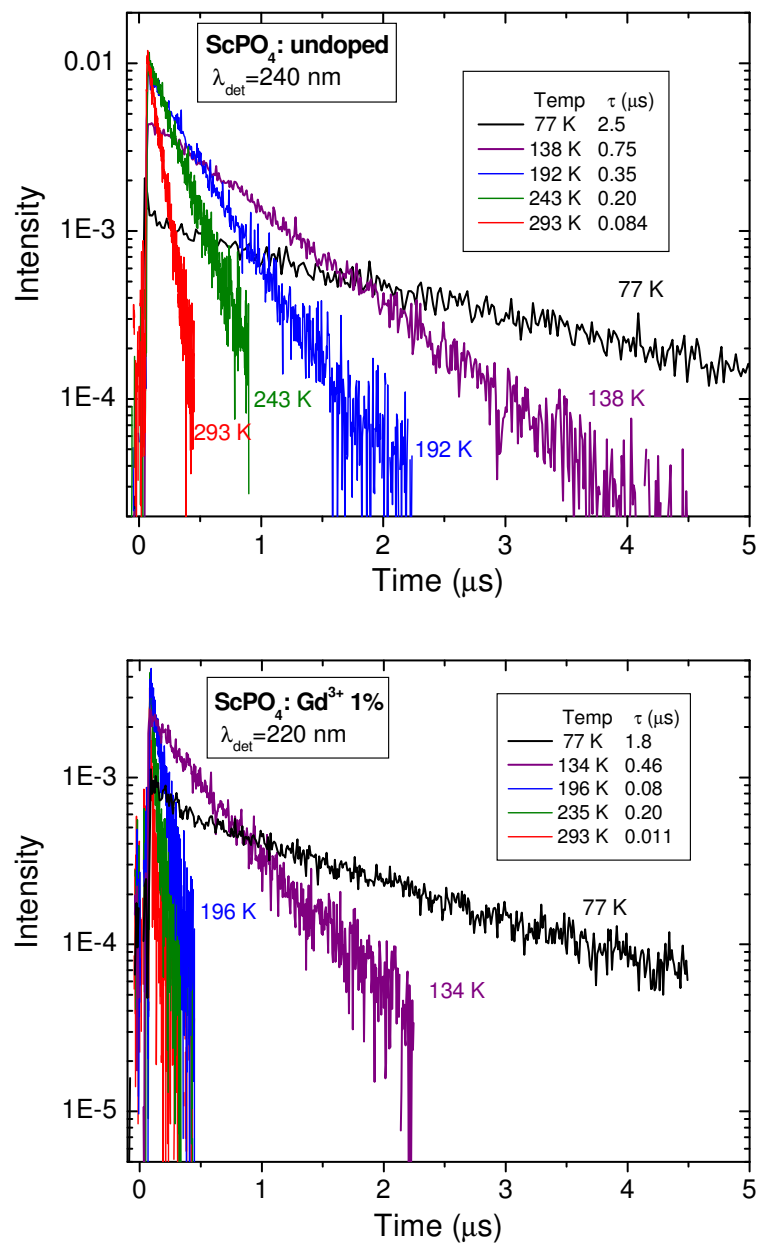 ScPO₄: undoped
λdet=240 nm
Temp τ (μs)
77 K 2.5
138 K 0.75
192 K 0.35
243 K 0.20
293 K 0.084
0.01
1E-3
1E-4
Intensity
77 K
138 K
192 K
243 K
293 K
0 1 2 3 4 5
Time (μs)
ScPO₄: Gd³⁺ 1%
λdet=220 nm
Temp τ (μs)
77 K 1.8
134 K 0.46
196 K 0.08
235 K 0.20
293 K 0.011
1E-3
1E-4
1E-5
Intensity
77 K
196 K
134 K
0 1 2 3 4 5
Time (μs)